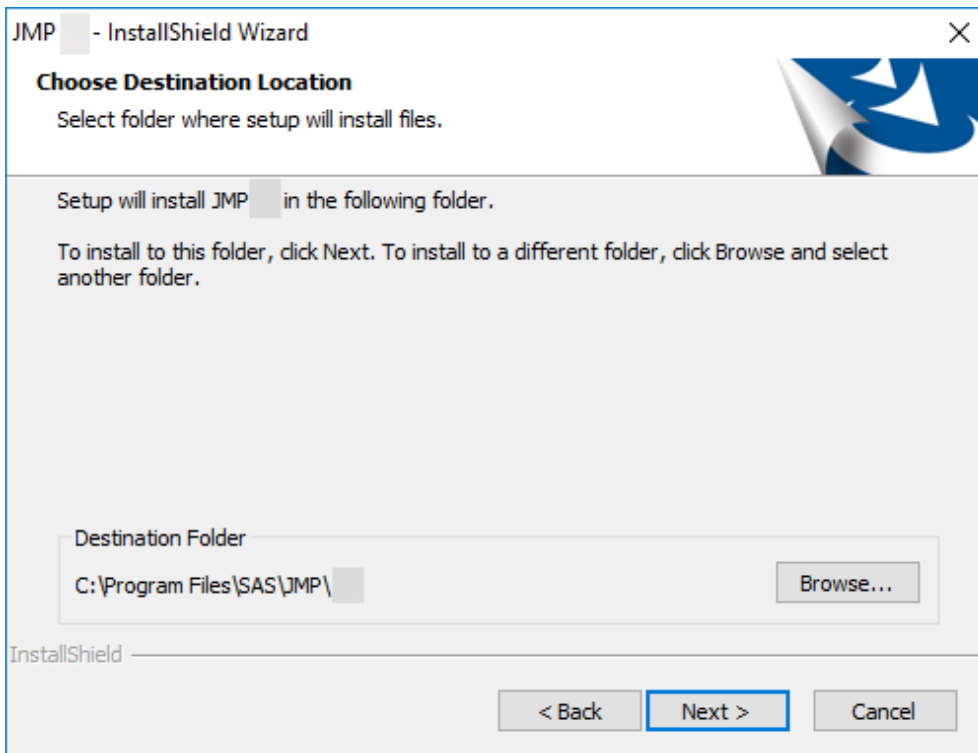 JMP - InstallShield Wizard
Choose Destination Location
Select folder where setup will install files.
Setup will install JMP in the following folder.
To install to this folder, click Next. To install to a different folder, click Browse and select
another folder.
Destination Folder
C:\Program Files\SAS\JMP\
Browse...
InstallShield
< Back
Next >
Cancel